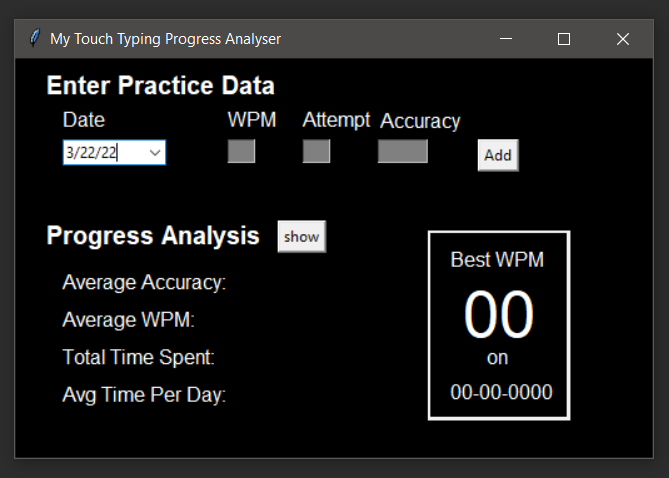 My Touch Typing Progress Analyser
Enter Practice Data
Date WPM Attempt Accuracy
3/22/22 Add
Progress Analysis show
Best WPM
Average Accuracy:
00
Average WPM:
on
Total Time Spent:
00-00-0000
Avg Time Per Day: